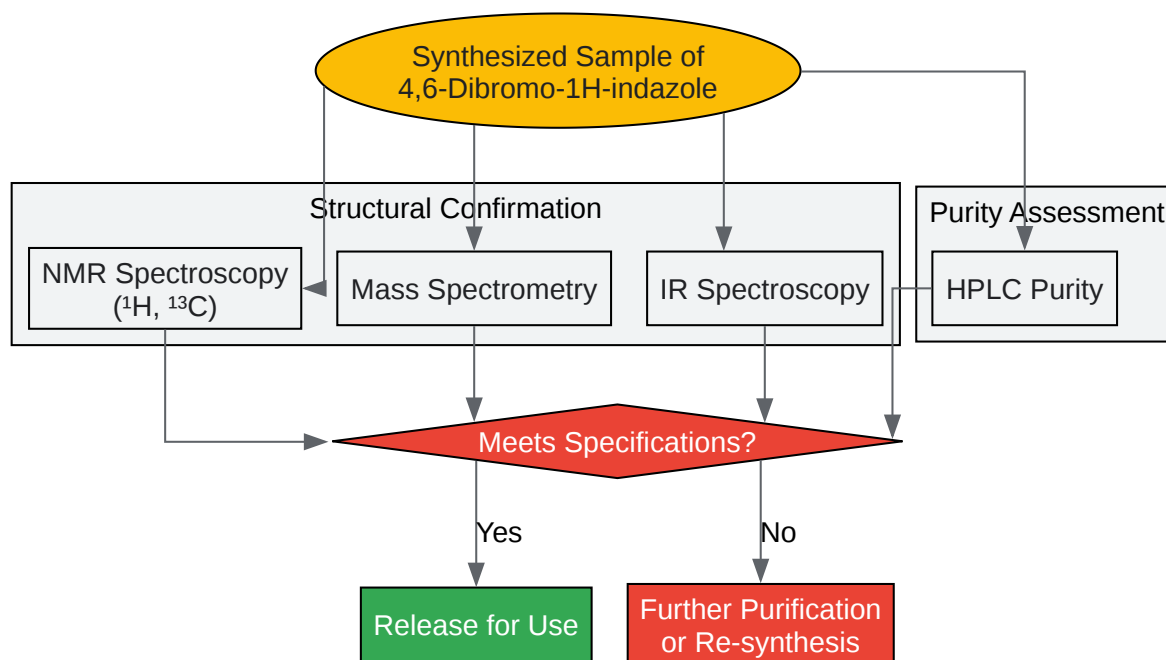 Synthesized Sample of
4,6-Dibromo-1H-indazole
Structural Confirmation
Purity Assessment
NMR Spectroscopy
(¹H, ¹³C)
Mass Spectrometry
IR Spectroscopy
HPLC Purity
Meets Specifications?
Yes
No
Release for Use
Further Purification
or Re-synthesis